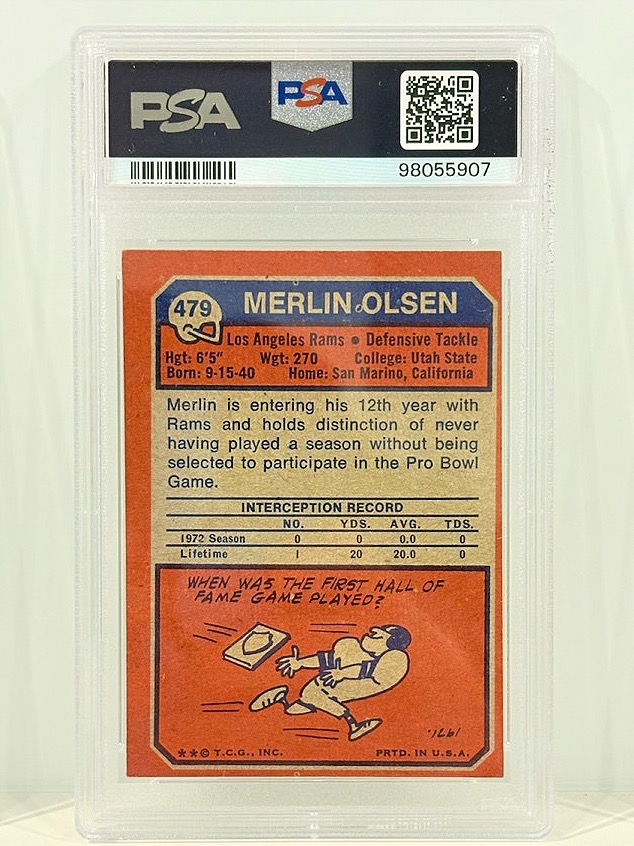 PSA PSA
98055907
479 MERLIN OLSEN
Los Angeles Rams • Defensive Tackle
Hgt: 6'5" Wgt: 270 College: Utah State
Born: 9-15-40 Home: San Marino, California
Merlin is entering his 12th year with
Rams and holds distinction of never
having played a season without being
selected to participate in the Pro Bowl
Game.
INTERCEPTION RECORD
NO. YDS. AVG. TDS.
1972 Season 0 0 0.0 0
Lifetime 1 20 20.0 0
WHEN WAS THE FIRST HALL OF
FAME GAME PLAYED?
1971.
**© T.C.G., INC. PRTD. IN U.S.A.